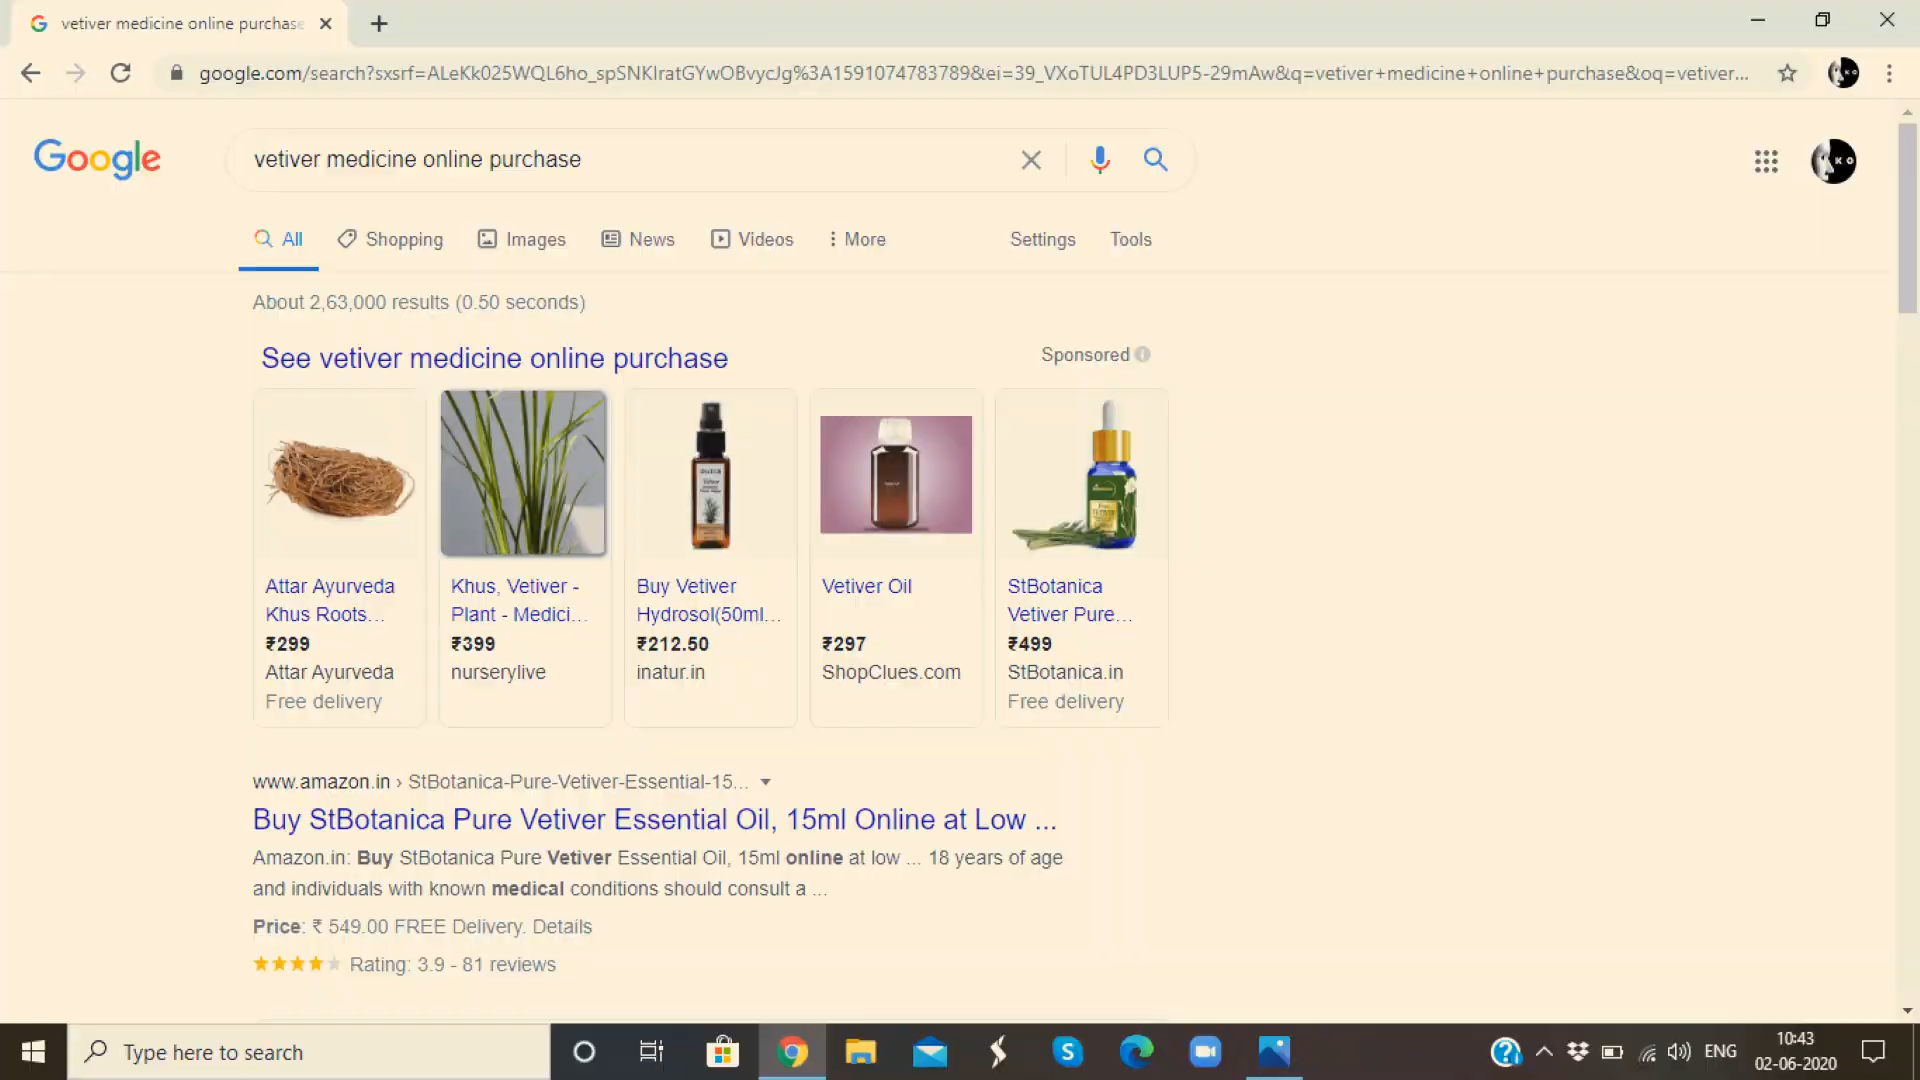 vetiver medicine online purchase
google.com/search?sxsrf=ALeKk025WQL6ho_spSNKIratGYwOBvycJg%3A1591074783789&ei=39_VXoTUL4PD3LUP5-29mAw&q=vetiver+medicine+online+purchase&oq=vetiver...
Google
vetiver medicine online purchase
All Shopping Images News Videos More Settings Tools
About 2,63,000 results (0.50 seconds)
See vetiver medicine online purchase
Sponsored
Attar Ayurveda
Khus Roots...
₹299
Attar Ayurveda
Free delivery
Khus, Vetiver -
Plant - Medici...
₹399
nurserylive
Buy Vetiver
Hydrosol(50ml...
₹212.50
inatur.in
Vetiver Oil
₹297
ShopClues.com
StBotanica
Vetiver Pure...
₹499
StBotanica.in
Free delivery
www.amazon.in › StBotanica-Pure-Vetiver-Essential-15...
Buy StBotanica Pure Vetiver Essential Oil, 15ml Online at Low ...
Amazon.in: Buy StBotanica Pure Vetiver Essential Oil, 15ml online at low ... 18 years of age
and individuals with known medical conditions should consult a ...
Price: ₹ 549.00 FREE Delivery. Details
Rating: 3.9 - 81 reviews
Type here to search
ENG
10:43
02-06-2020